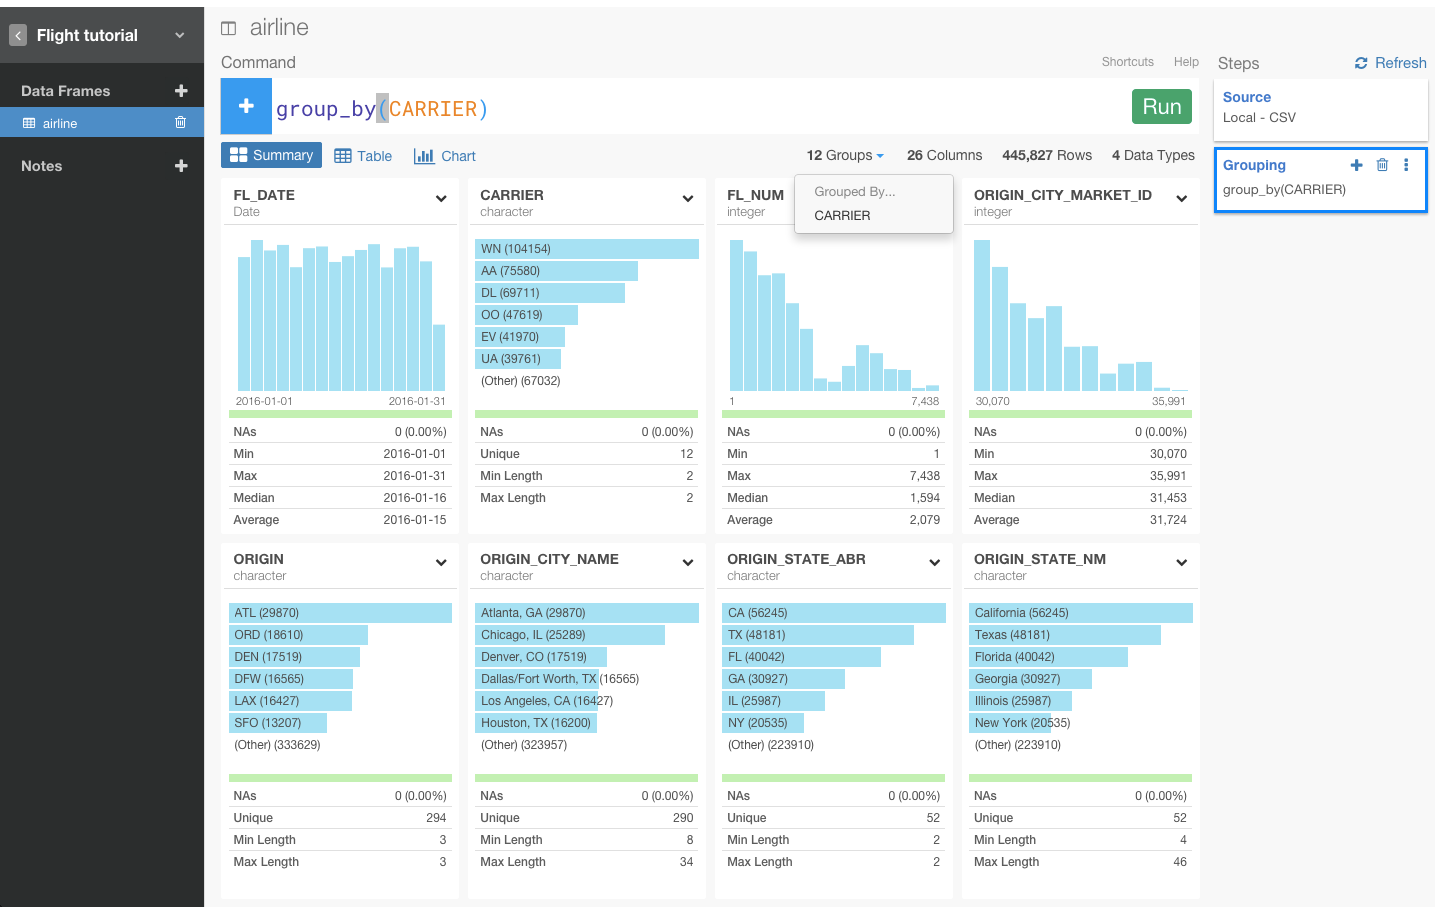 Flight tutorial
Data Frames
airline
Notes
airline
Command
Shortcuts Help
group_by(CARRIER)
Run
Summary Table Chart
12 Groups 26 Columns 445,827 Rows 4 Data Types
Grouped By...
CARRIER
FL_DATE
Date
2016-01-01 2016-01-31
NAs 0 (0.00%)
Min 2016-01-01
Max 2016-01-31
Median 2016-01-16
Average 2016-01-15
CARRIER
character
WN (104154)
AA (75580)
DL (69711)
OO (47619)
EV (41970)
UA (39761)
(Other) (67032)
NAs 0 (0.00%)
Unique 12
Min Length 2
Max Length 2
FL_NUM
integer
1 7,438
NAs 0 (0.00%)
Min 1
Max 7,438
Median 1,594
Average 2,079
ORIGIN_CITY_MARKET_ID
integer
30,070 35,991
NAs 0 (0.00%)
Min 30,070
Max 35,991
Median 31,453
Average 31,724
ORIGIN
character
ATL (29870)
ORD (18610)
DEN (17519)
DFW (16565)
LAX (16427)
SFO (13207)
(Other) (333629)
NAs 0 (0.00%)
Unique 294
Min Length 3
Max Length 3
ORIGIN_CITY_NAME
character
Atlanta, GA (29870)
Chicago, IL (25289)
Denver, CO (17519)
Dallas/Fort Worth, TX (16565)
Los Angeles, CA (16427)
Houston, TX (16200)
(Other) (323957)
NAs 0 (0.00%)
Unique 290
Min Length 8
Max Length 34
ORIGIN_STATE_ABR
character
CA (56245)
TX (48181)
FL (40042)
GA (30927)
IL (25987)
NY (20535)
(Other) (223910)
NAs 0 (0.00%)
Unique 52
Min Length 2
Max Length 2
ORIGIN_STATE_NM
character
California (56245)
Texas (48181)
Florida (40042)
Georgia (30927)
Illinois (25987)
New York (20535)
(Other) (223910)
NAs 0 (0.00%)
Unique 52
Min Length 4
Max Length 46
Steps Refresh
Source
Local - CSV
Grouping
group_by(CARRIER)